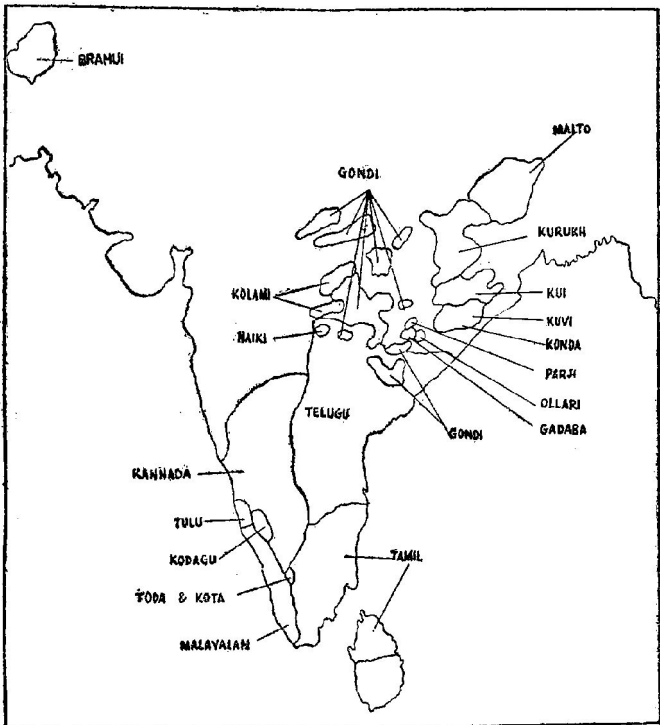 BRAHUI
MALTO
GONDI
KURUKH
KOLAMI
KUI
KUVI
NAIKI
KONDA
PARJI
OLLARI
TELUGU
GADABA
GONDI
KANNADA
TULU
KODAGU
TAMIL
TODA & KOTA
MALAYALAM